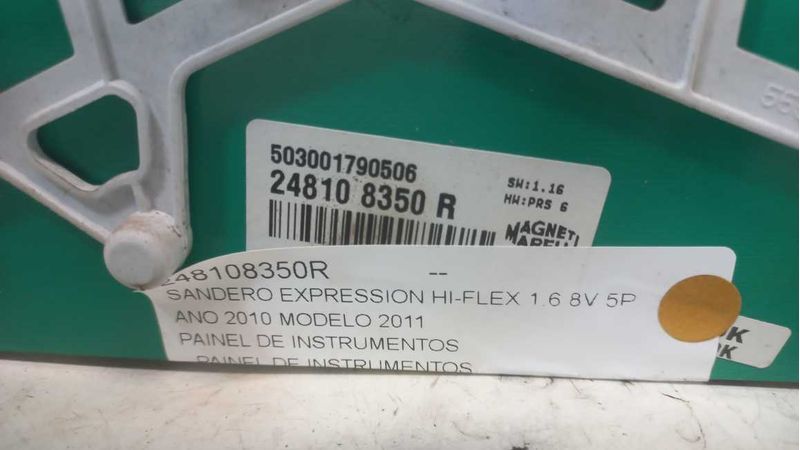 503001790506
24810 8350 R
SW:1.16
HW:PRS 6
MAGNETI
MARELLI
248108350R --
SANDERO EXPRESSION HI-FLEX 1.6 8V 5P
ANO 2010 MODELO 2011
PAINEL DE INSTRUMENTOS
PAINEL DE INSTRUMENTOS